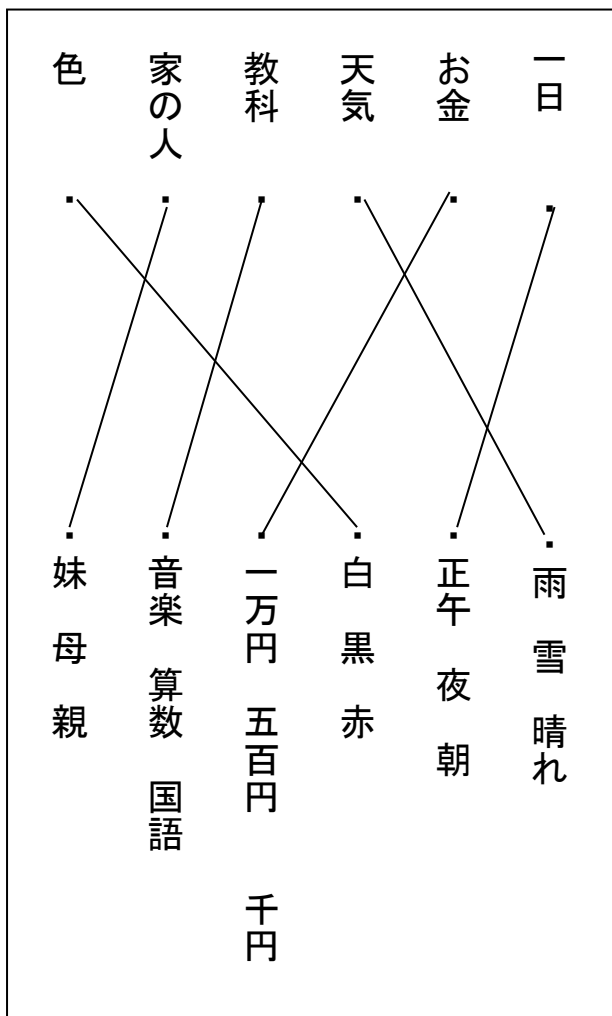 一日
お金
天気
教科
家の人
色
雨　雪　晴れ
正午　夜　朝
白　黒　赤
一万円　五百円　千円
音楽　算数　国語
妹　母　親